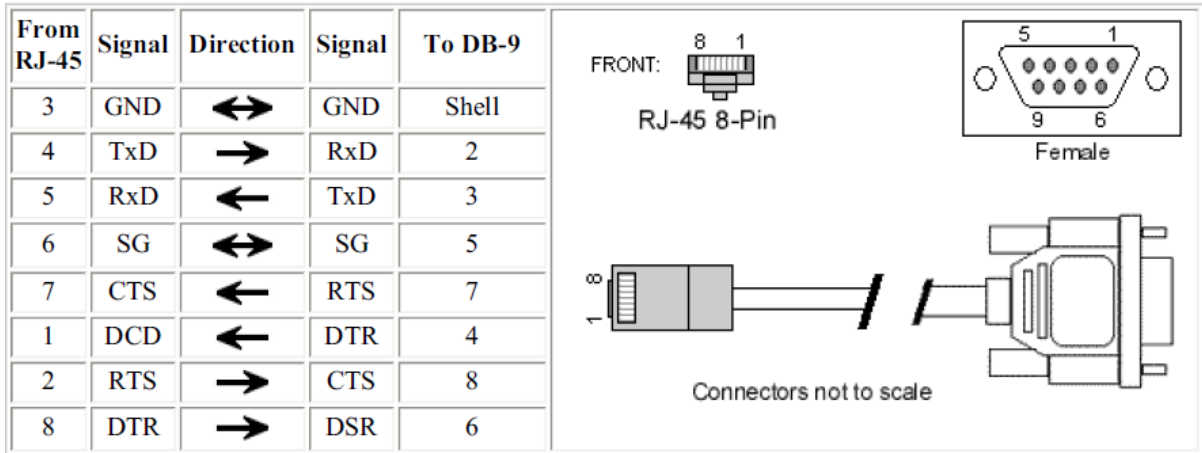 From RJ-45 Signal Direction Signal To DB-9
3 GND GND Shell
4 TxD RxD 2
5 RxD TxD 3
6 SG SG 5
7 CTS RTS 7
1 DCD DTR 4
2 RTS CTS 8
8 DTR DSR 6
8 1
FRONT:
RJ-45 8-Pin
5 1
9 6
Female
8
1
Connectors not to scale